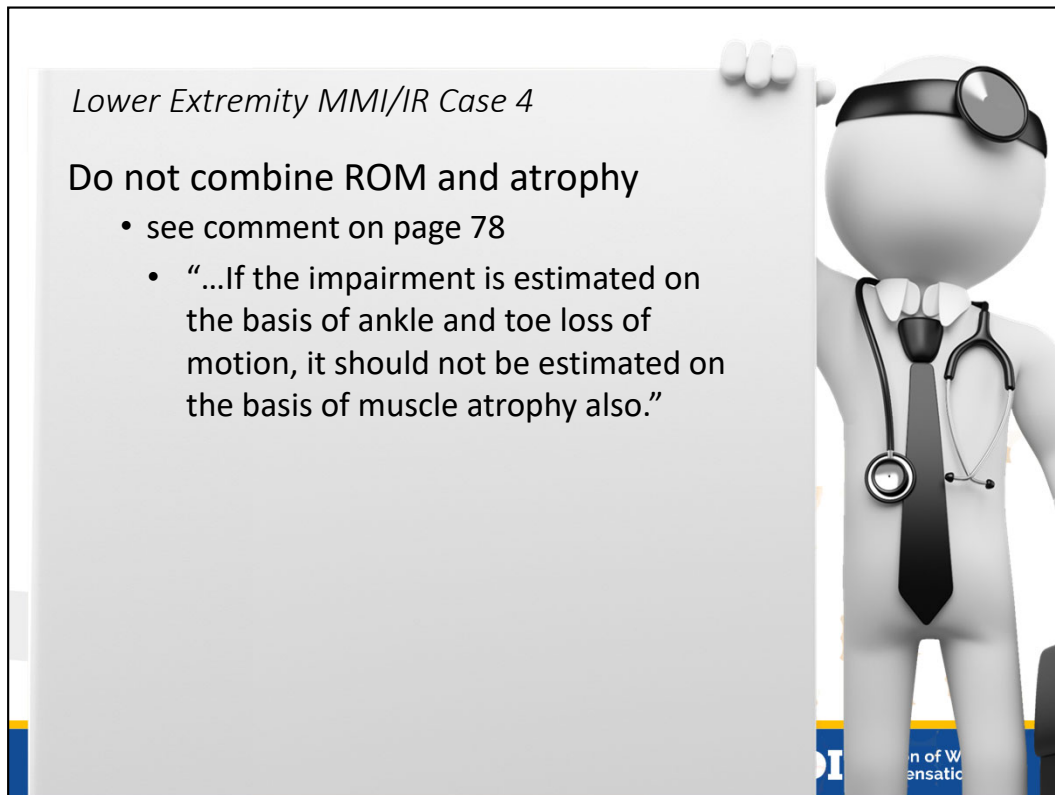 Lower Extremity MMI/IR Case 4
Do not combine ROM and atrophy
• see comment on page 78
• “...If the impairment is estimated on
the basis of ankle and toe loss of
motion, it should not be estimated on
the basis of muscle atrophy also.”
of